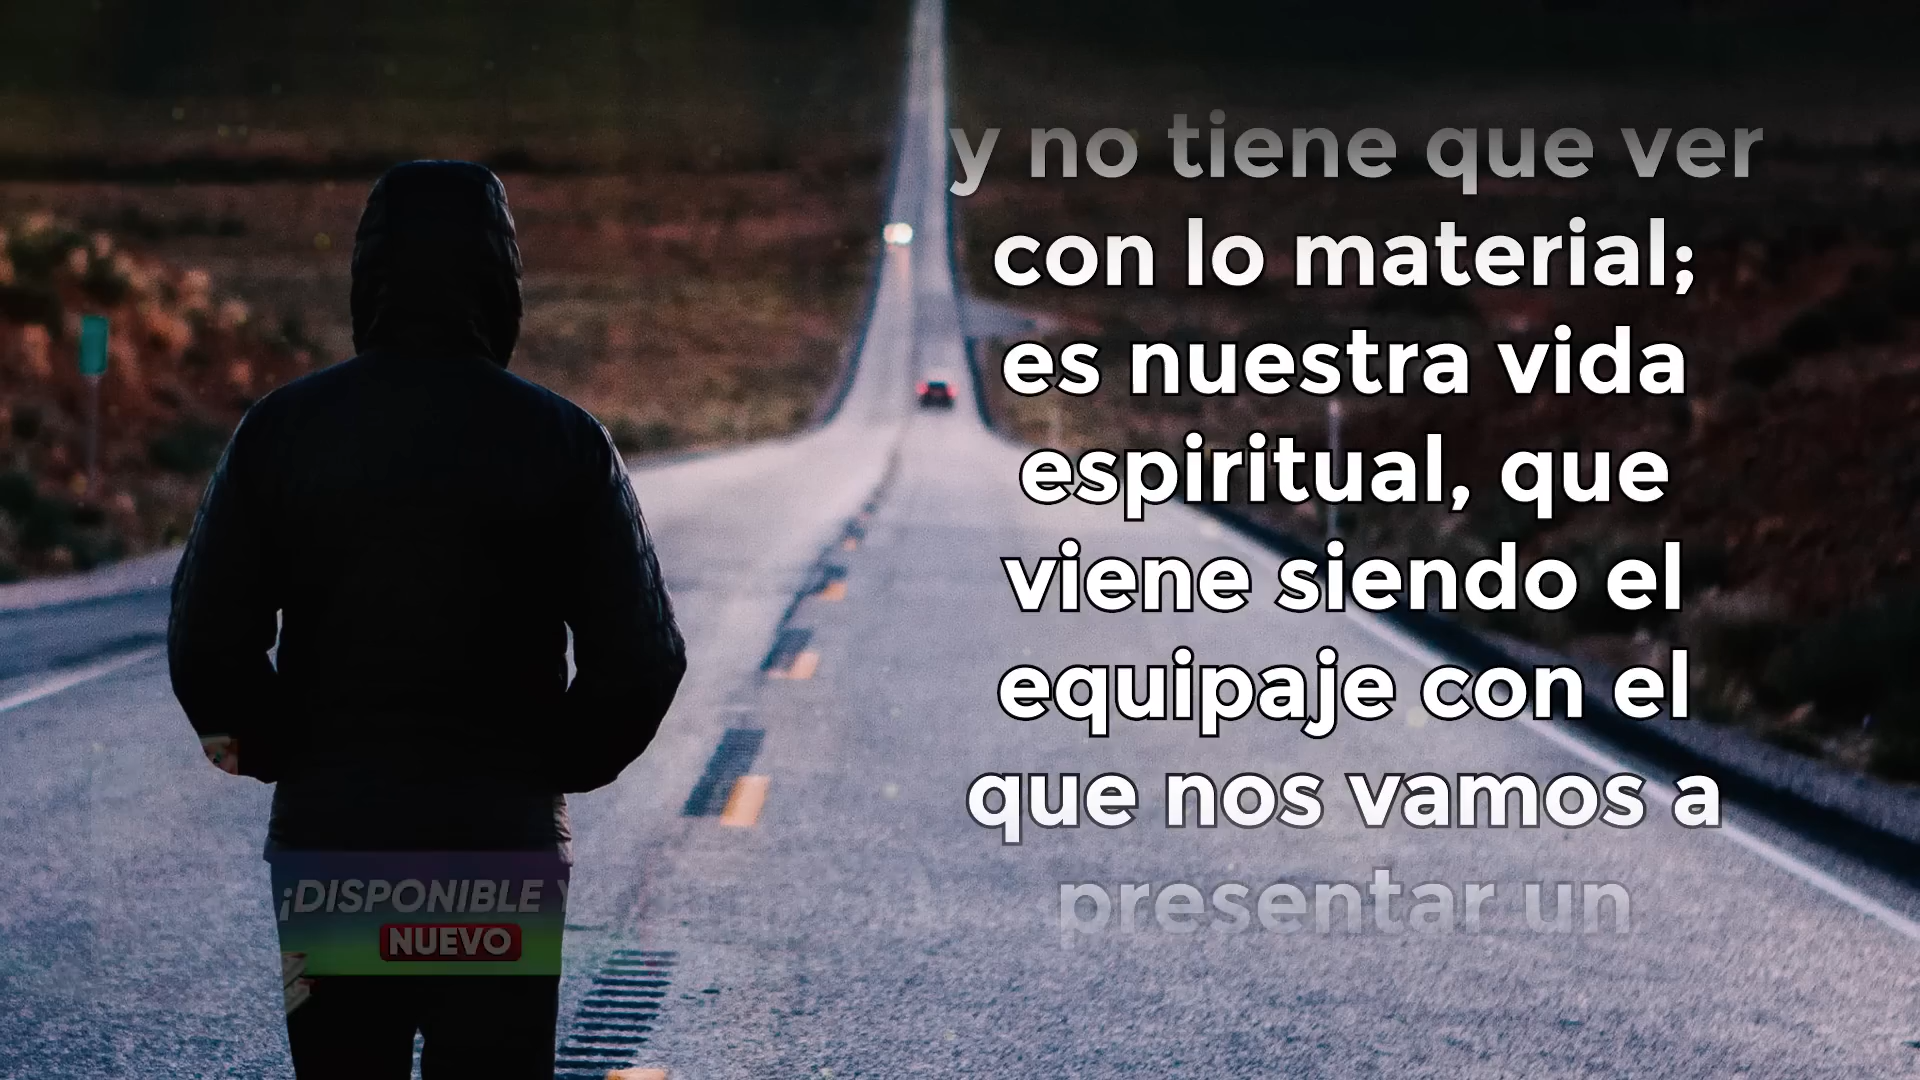 y no tiene que ver
con lo material;
es nuestra vida
espiritual, que
viene siendo el
equipaje con el
que nos vamos a
presentar un
¡DISPONIBLE Y
NUEVO